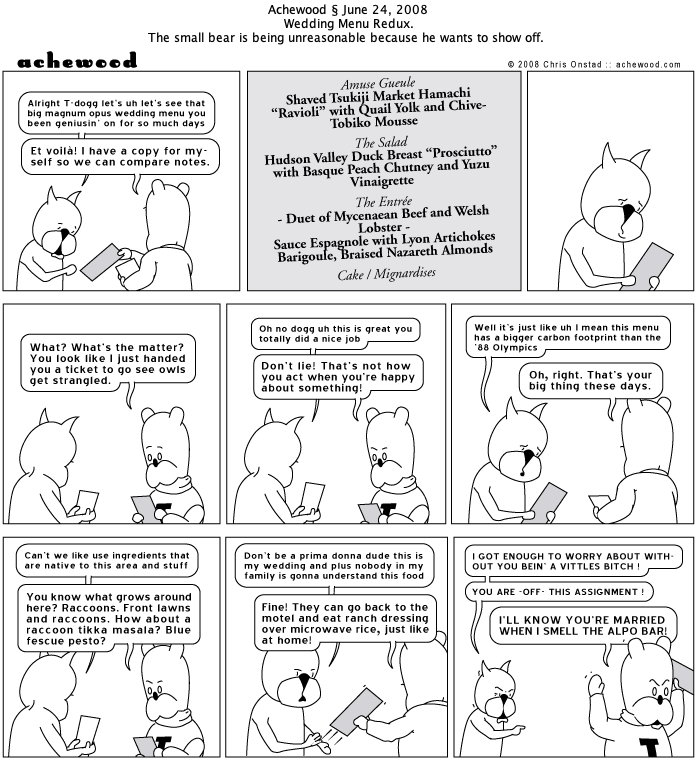 Achewood § June 24, 2008
Wedding Menu Redux.
The small bear is being unreasonable because he wants to show off.
achewood
© 2008 Chris Onstad :: achewood.com
Alright T-dogg let's uh let's see that
big magnum opus wedding menu you
been geniusin' on for so much days
Et voilà! I have a copy for my-
self so we can compare notes.
Amuse Gueule
Shaved Tsukiji Market Hamachi
“Ravioli” with Quail Yolk and Chive-
Tobiko Mousse
The Salad
Hudson Valley Duck Breast “Prosciutto”
with Basque Peach Chutney and Yuzu
Vinaigrette
The Entrée
- Duet of Mycenaean Beef and Welsh
Lobster -
Sauce Espagnole with Lyon Artichokes
Barigoule, Braised Nazareth Almonds
Cake / Mignardises
What? What's the matter?
You look like I just handed
you a ticket to go see owls
get strangled.
Oh no dogg uh this is great you
totally did a nice job
Don't lie! That's not how
you act when you're happy
about something!
Well it's just like uh I mean this menu
has a bigger carbon footprint than the
'88 Olympics
Oh, right. That's your
big thing these days.
T
T
Can't we like use ingredients that
are native to this area and stuff
You know what grows around
here? Raccoons. Front lawns
and raccoons. How about a
raccoon tikka masala? Blue
fescue pesto?
Don't be a prima donna dude this is
my wedding and plus nobody in my
family is gonna understand this food
Fine! They can go back to the
motel and eat ranch dressing
over microwave rice, just like
at home!
I GOT ENOUGH TO WORRY ABOUT WITH-
OUT YOU BEIN' A VITTLES BITCH !
YOU ARE -OFF- THIS ASSIGNMENT !
I'LL KNOW YOU'RE MARRIED
WHEN I SMELL THE ALPO BAR!
T
T